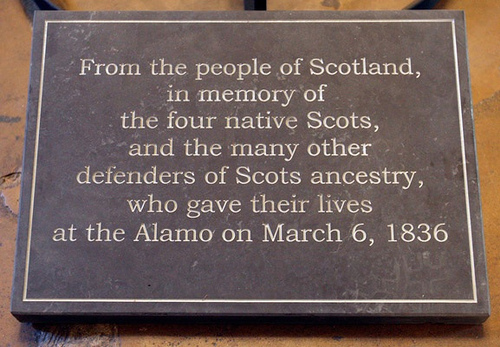 From the people of Scotland,
in memory of
the four native Scots,
and the many other
defenders of Scots ancestry,
who gave their lives
at the Alamo on March 6, 1836